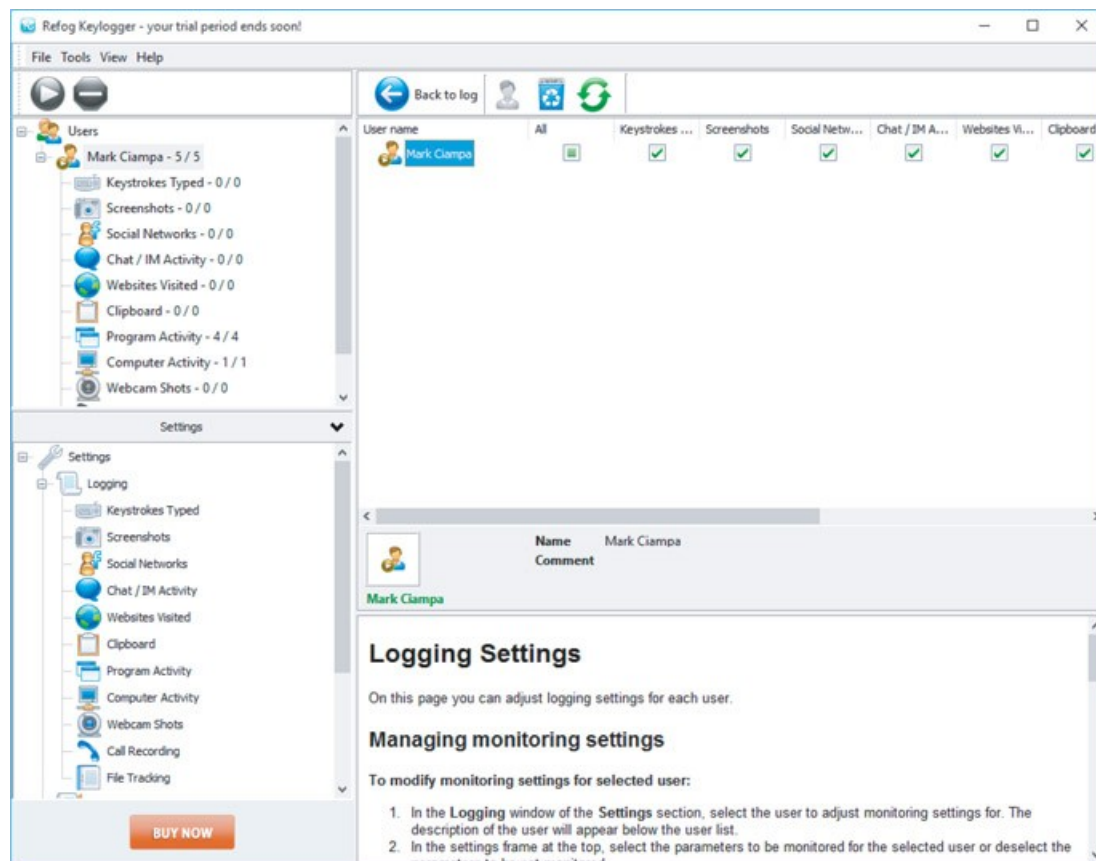 Refog Keylogger - your trial period ends soon!
File Tools View Help
Back to log
Users
Mark Ciampa - 5 / 5
Keystrokes Typed - 0 / 0
Screenshots - 0 / 0
Social Networks - 0 / 0
Chat / IM Activity - 0 / 0
Websites Visited - 0 / 0
Clipboard - 0 / 0
Program Activity - 4 / 4
Computer Activity - 1 / 1
Webcam Shots - 0 / 0
Settings
Settings
Logging
Keystrokes Typed
Screenshots
Social Networks
Chat / IM Activity
Websites Visited
Clipboard
Program Activity
Computer Activity
Webcam Shots
Call Recording
File Tracking
BUY NOW
User name All Keystrokes ... Screenshots Social Netw... Chat / IM A... Websites Vi... Clipboard
Mark Ciampa
Name Mark Ciampa
Comment
Mark Ciampa
Logging Settings
On this page you can adjust logging settings for each user.
Managing monitoring settings
To modify monitoring settings for selected user:
1. In the Logging window of the Settings section, select the user to adjust monitoring settings for. The
description of the user will appear below the user list.
2. In the settings frame at the top, select the parameters to be monitored for the selected user or deselect the